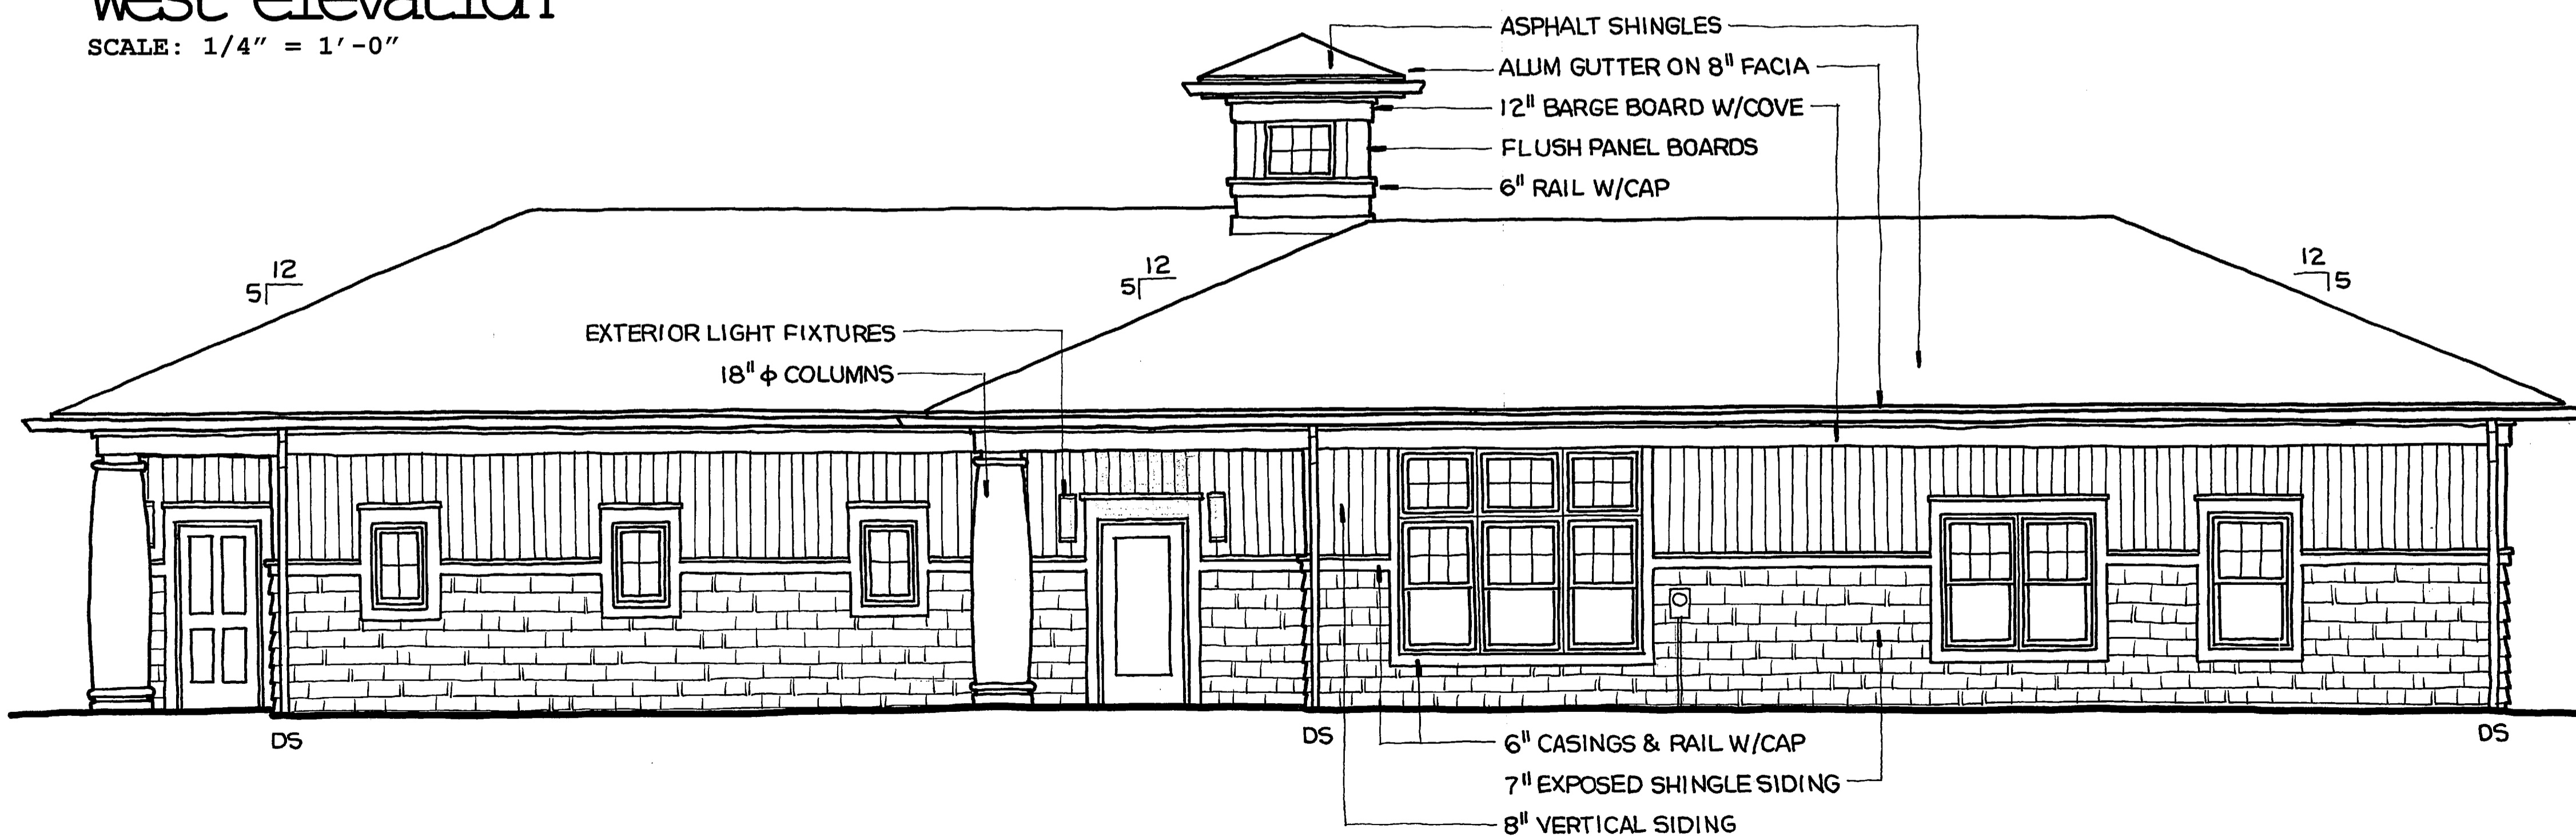 west elevation
SCALE: 1/4" = 1'-0"
ASPHALT SHINGLES
ALUM GUTTER ON 8" FACIA
12" BARGE BOARD W/COVE
FLUSH PANEL BOARDS
6" RAIL W/CAP
12
5
12
5
12
5
EXTERIOR LIGHT FIXTURES
18" ϕ COLUMNS
DS
DS
DS
6" CASINGS & RAIL W/CAP
7" EXPOSED SHINGLE SIDING
8" VERTICAL SIDING